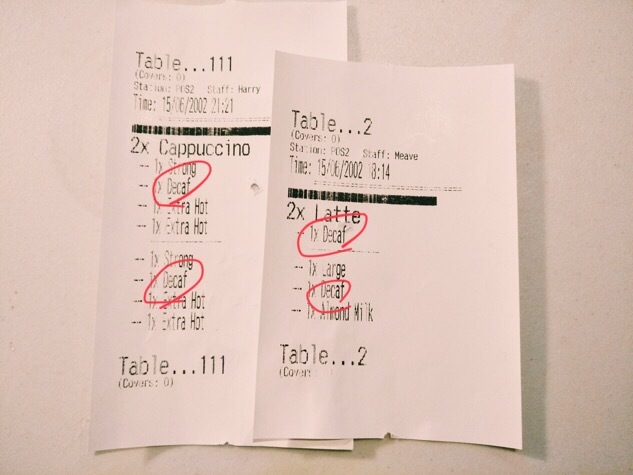 Table...111
(Covers: 0)
Station: POS2 Staff: Harry
Time: 15/06/2002 21:21
2x Cappuccino
-- 1x Strong
-- 1x Decaf
-- 1x Extra Hot
-- 1x Extra Hot
-- 1x Strong
-- 1x Decaf
-- 1x Extra Hot
-- 1x Extra Hot
Table...111
(Covers: 0)
Table...2
(Covers: 0)
Station: POS2 Staff: Meave
Time: 15/06/2002 18:14
2x Latte
-- 1x Decaf
-- 1x Large
-- 1x Decaf
-- 1x Almond Milk
Table...2
(Covers: